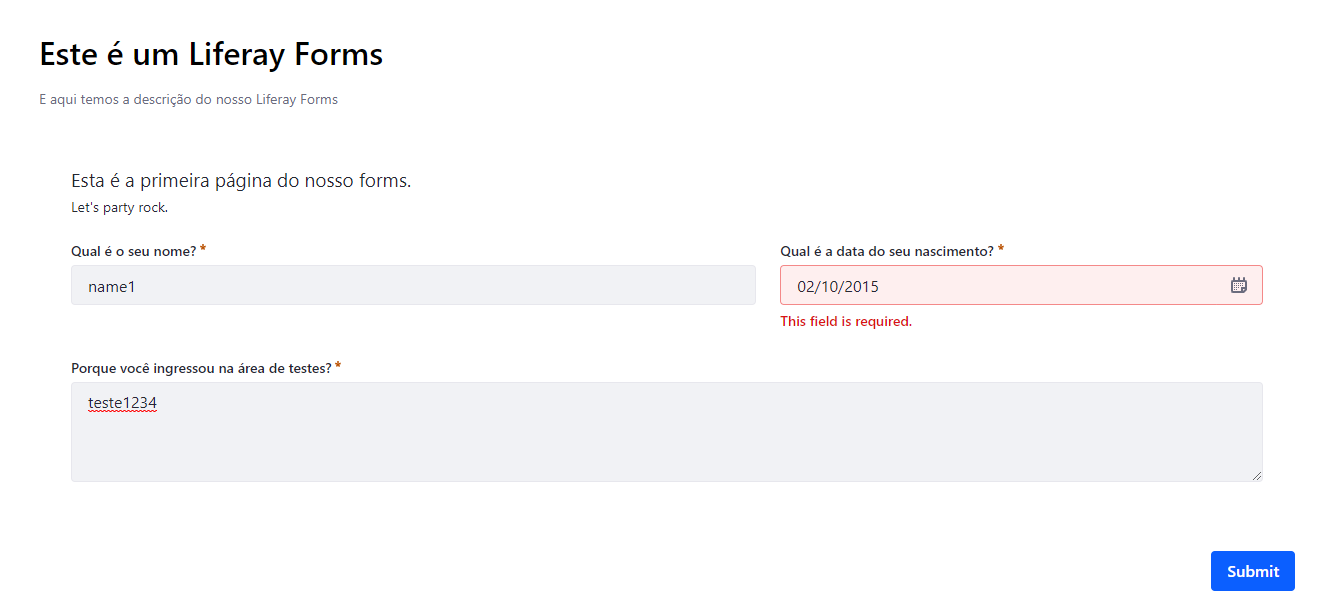 Este é um Liferay Forms
E aqui temos a descrição do nosso Liferay Forms
Esta é a primeira página do nosso forms.
Let's party rock.
Qual é o seu nome? *
name1
Qual é a data do seu nascimento? *
02/10/2015
This field is required.
Porque você ingressou na área de testes? *
teste1234
Submit